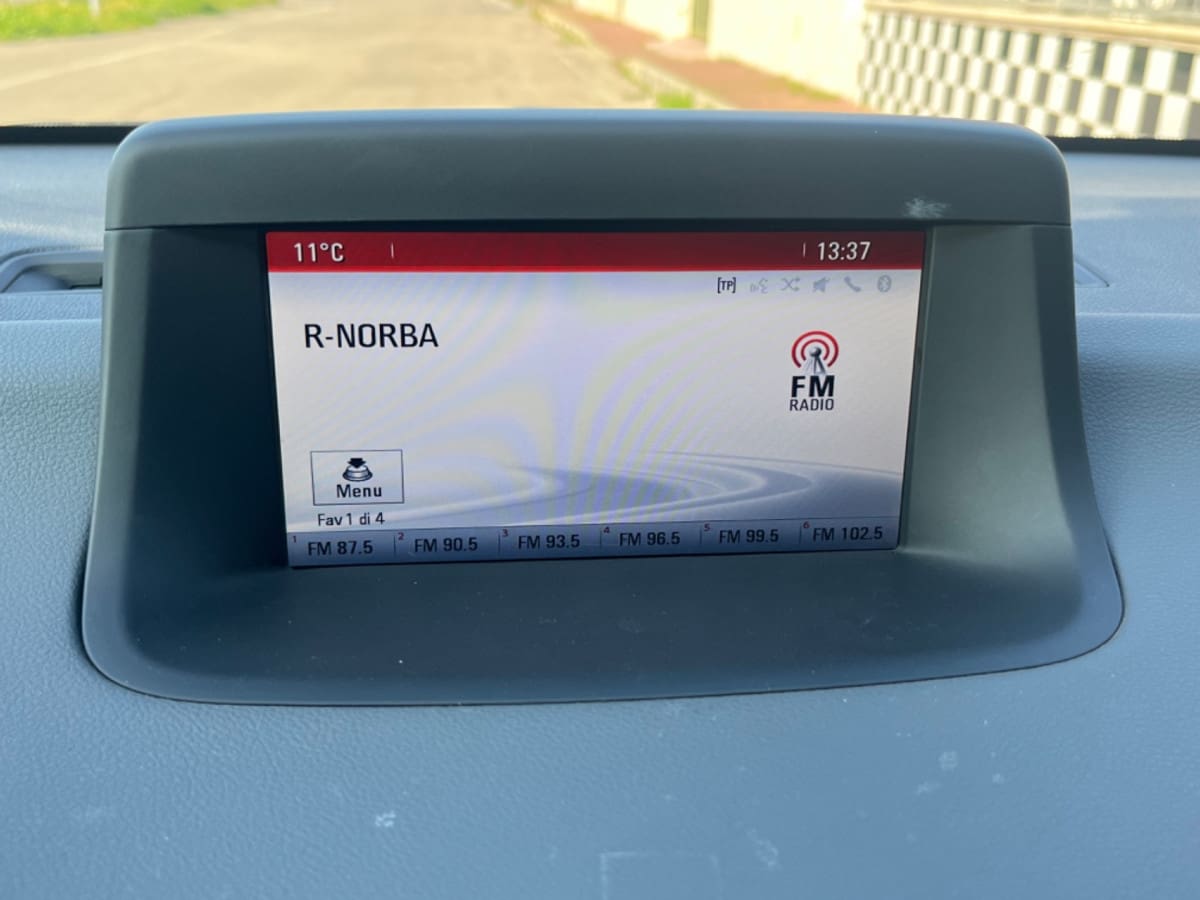 11°C 13:37
[TP]
R-NORBA
FM
RADIO
Menu
Fav 1 di 4
1 FM 87.5 2 FM 90.5 3 FM 93.5 4 FM 96.5 5 FM 99.5 6 FM 102.5